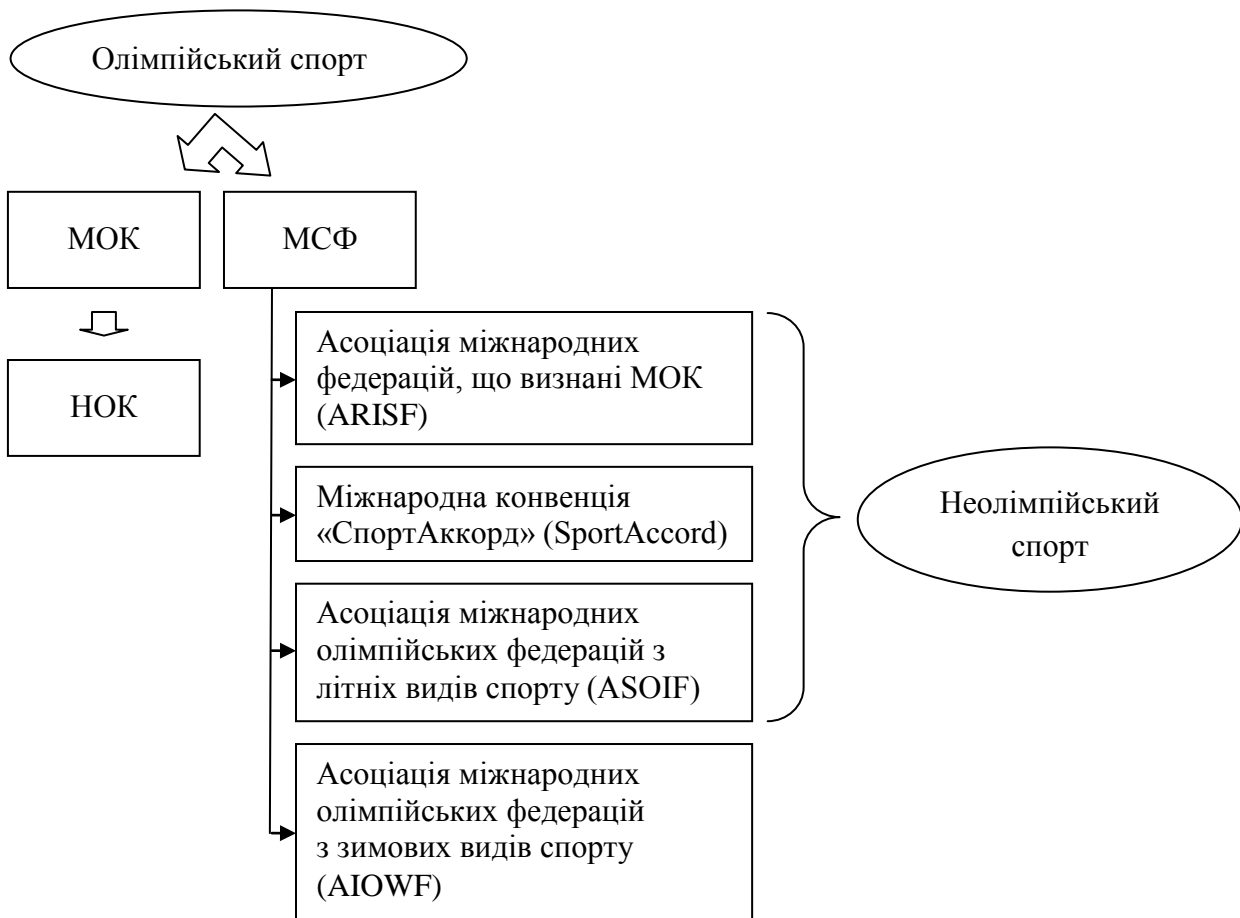 Олімпійський спорт
МОК
МСФ
НОК
Асоціація міжнародних
федерацій, що визнані МОК
(ARISF)
Міжнародна конвенція
«СпортАккорд» (SportAccord)
Асоціація міжнародних
олімпійських федерацій з
літніх видів спорту (ASOIF)
Асоціація міжнародних
олімпійських федерацій
з зимових видів спорту
(AIOWF)
Неолімпійський
спорт